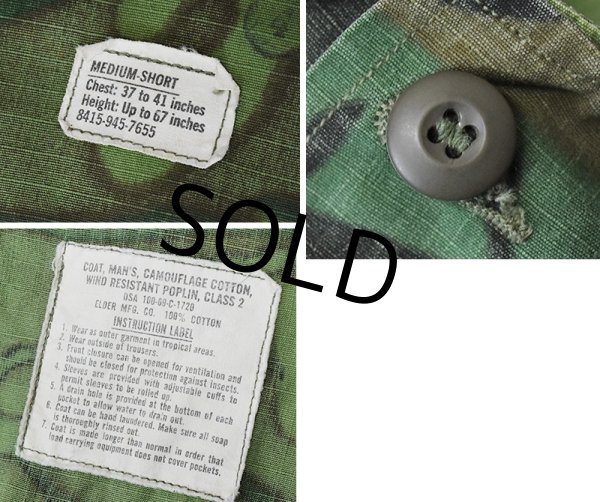 MEDIUM-SHORT
Chest: 37 to 41 inches
Height: Up to 67 inches
8415-945-7655
SOLD
COAT, MAN'S, CAMOUFLAGE COTTON,
WIND RESISTANT POPLIN, CLASS 2
DSA 100-69-C-1720
ELDER MFG. CO. 100% COTTON
INSTRUCTION LABEL
1. Wear as outer garment in tropical areas.
2. Wear outside of trousers.
3. Front closure can be opened for ventilation and
should be closed for protection against insects.
4. Sleeves are provided with adjustable cuffs to
permit sleeves to be rolled up.
5. A drain hole is provided at the bottom of each
pocket to allow water to drain out.
6. Coat can be hand laundered. Make sure all soap
is thoroughly rinsed out.
7. Coat is made longer than normal in order that
load carrying equipment does not cover pockets.